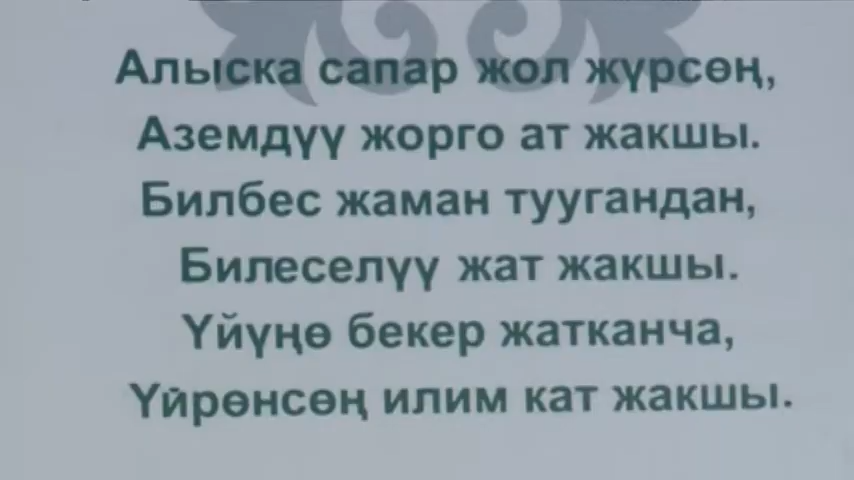 Алыска сапар жол жүрсөң,
Аземдүү жорго ат жакшы.
Билбес жаман туугандан,
Билеселүү жат жакшы.
Үйүңө бекер жатканча,
Үйрөнсөң илим кат жакшы.